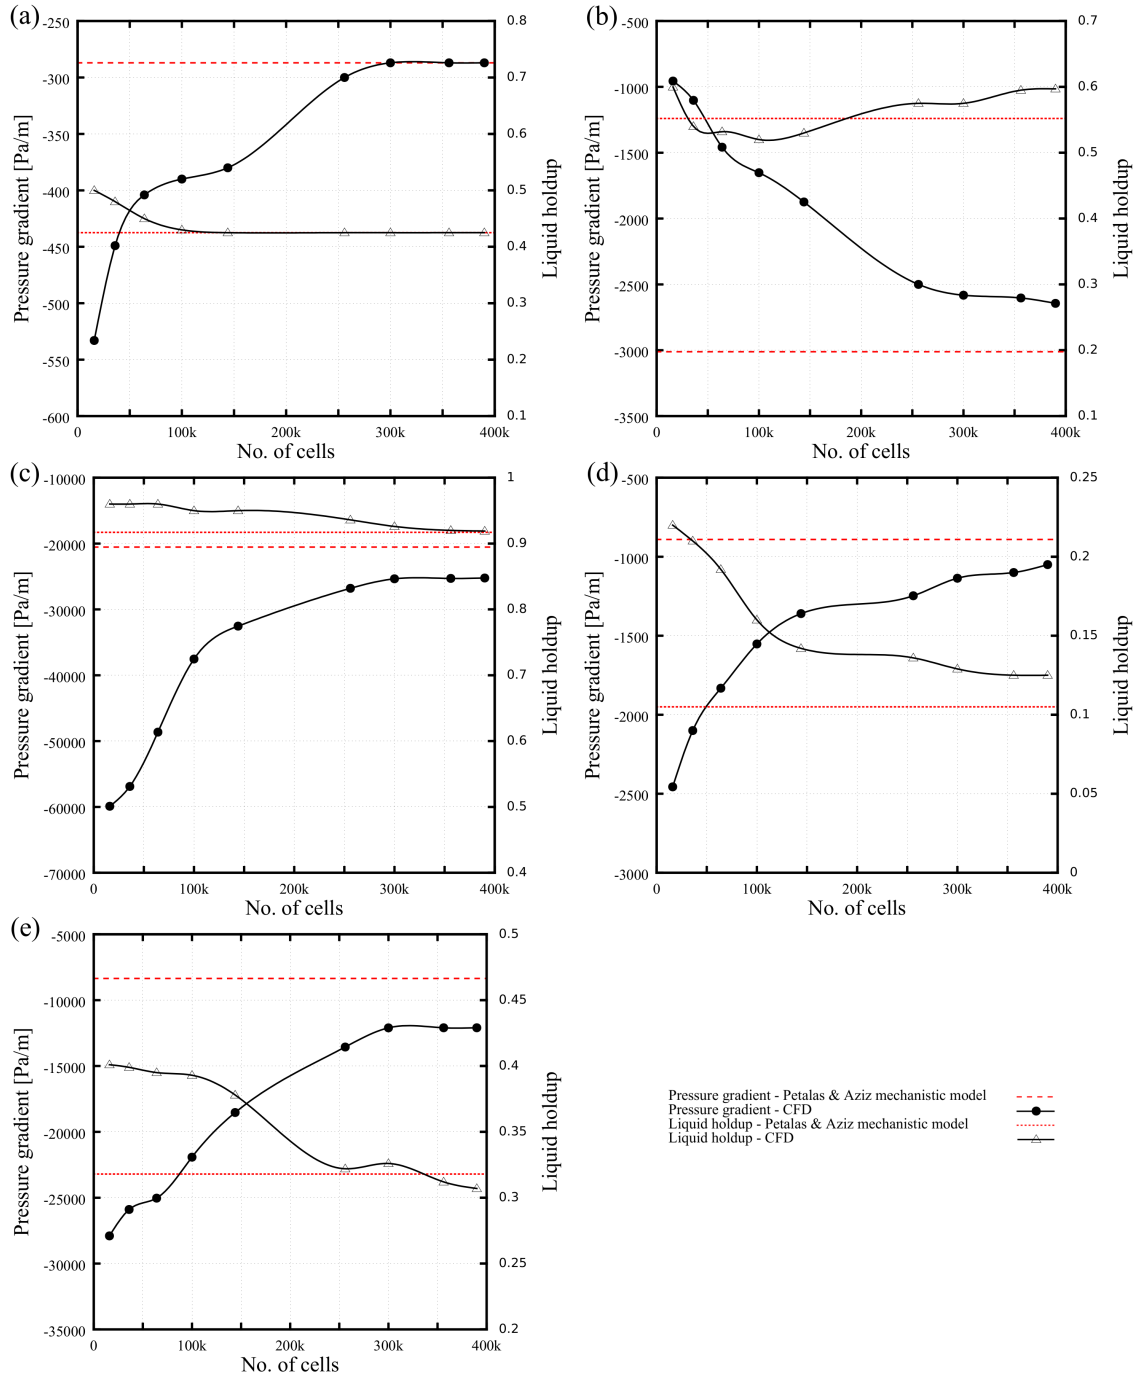 (a)
-250
-300
-350
-400
-450
-500
-550
-600
0.8
0.7
0.6
0.5
0.4
0.3
0.2
0.1
0
100k
200k
300k
400k
Pressure gradient [Pa/m]
Liquid holdup
No. of cells
(b)
-500
-1000
-1500
-2000
-2500
-3000
-3500
0.7
0.6
0.5
0.4
0.3
0.2
0.1
0
100k
200k
300k
400k
Pressure gradient [Pa/m]
Liquid holdup
No. of cells
(c)
-10000
-20000
-30000
-40000
-50000
-60000
-70000
1
0.9
0.8
0.7
0.6
0.5
0.4
0
100k
200k
300k
400k
Pressure gradient [Pa/m]
Liquid holdup
No. of cells
(d)
-500
-1000
-1500
-2000
-2500
-3000
0.25
0.2
0.15
0.1
0.05
0
0
100k
200k
300k
400k
Pressure gradient [Pa/m]
Liquid holdup
No. of cells
(e)
-5000
-10000
-15000
-20000
-25000
-30000
-35000
0.5
0.45
0.4
0.35
0.3
0.25
0.2
0
100k
200k
300k
400k
Pressure gradient [Pa/m]
Liquid holdup
No. of cells
Pressure gradient - Petalas & Aziz mechanistic model
Pressure gradient - CFD
Liquid holdup - Petalas & Aziz mechanistic model
Liquid holdup - CFD